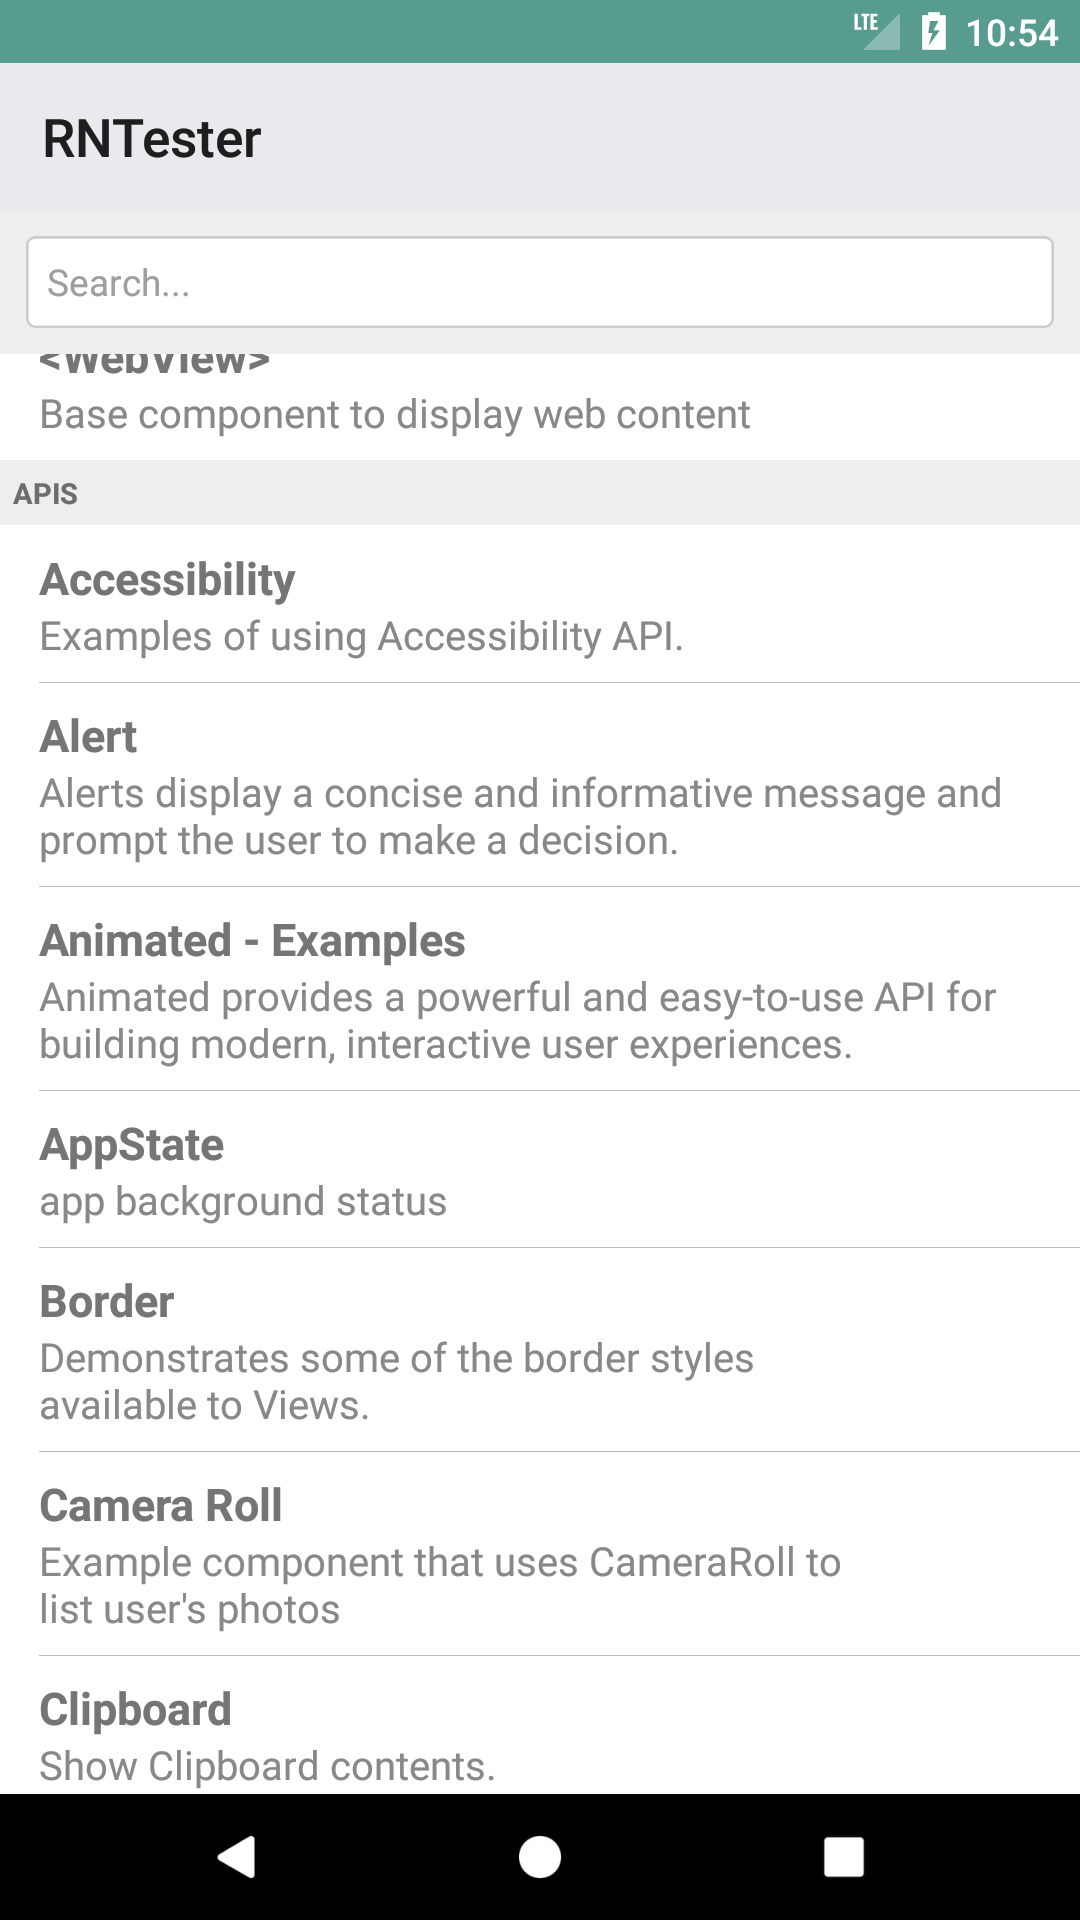 LTE 10:54
RNTester
Search...
<WebView>
Base component to display web content
APIS
Accessibility
Examples of using Accessibility API.
Alert
Alerts display a concise and informative message and
prompt the user to make a decision.
Animated - Examples
Animated provides a powerful and easy-to-use API for
building modern, interactive user experiences.
AppState
app background status
Border
Demonstrates some of the border styles
available to Views.
Camera Roll
Example component that uses CameraRoll to
list user's photos
Clipboard
Show Clipboard contents.